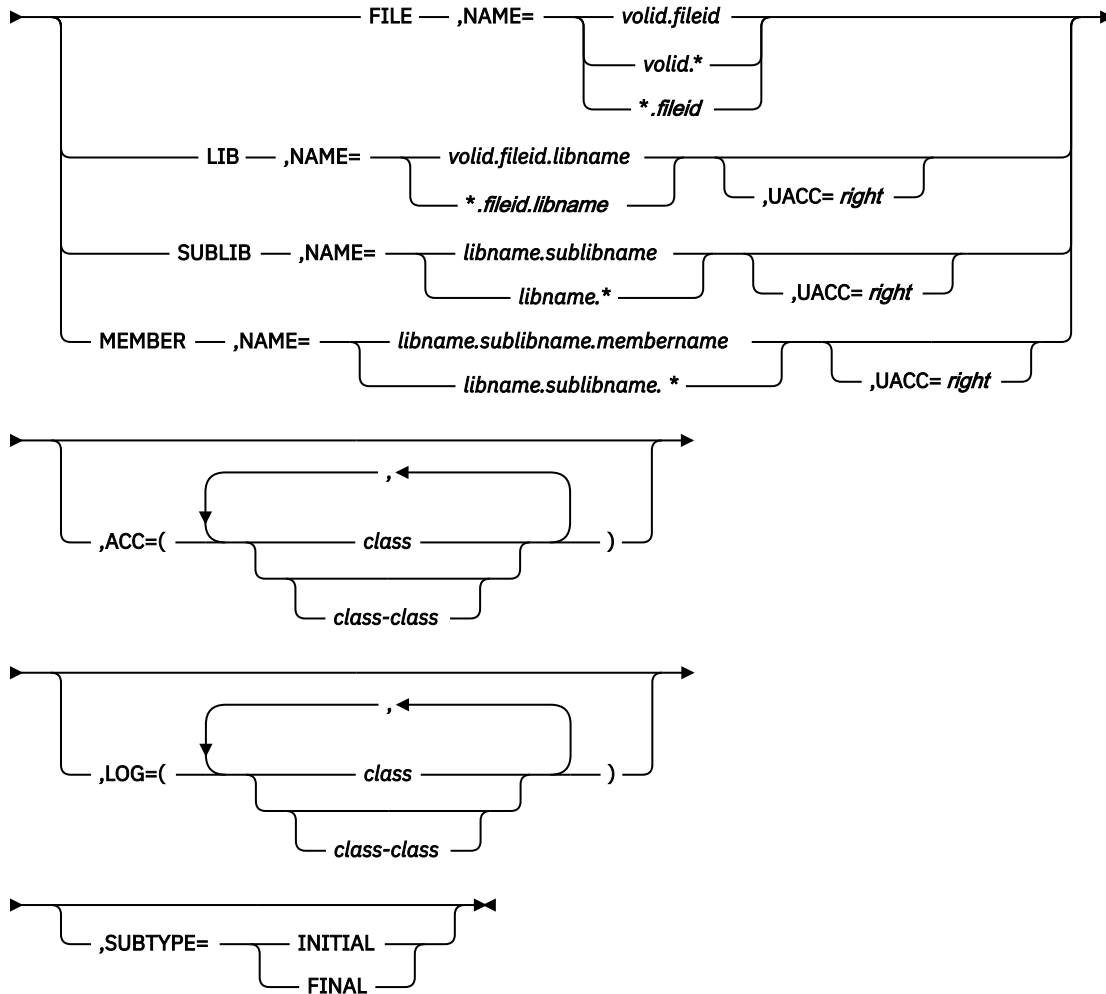 FILE ,NAME= volid.fileid
volid.*
*.fileid
LIB ,NAME= volid.fileid.libname
*.fileid.libname ,UACC= right
SUBLIB ,NAME= libname.sublibname
libname.* ,UACC= right
MEMBER ,NAME= libname.sublibname.membername
libname.sublibname. * ,UACC= right
,
,ACC=( class )
class-class
,
,LOG=( class )
class-class
,SUBTYPE= INITIAL
FINAL